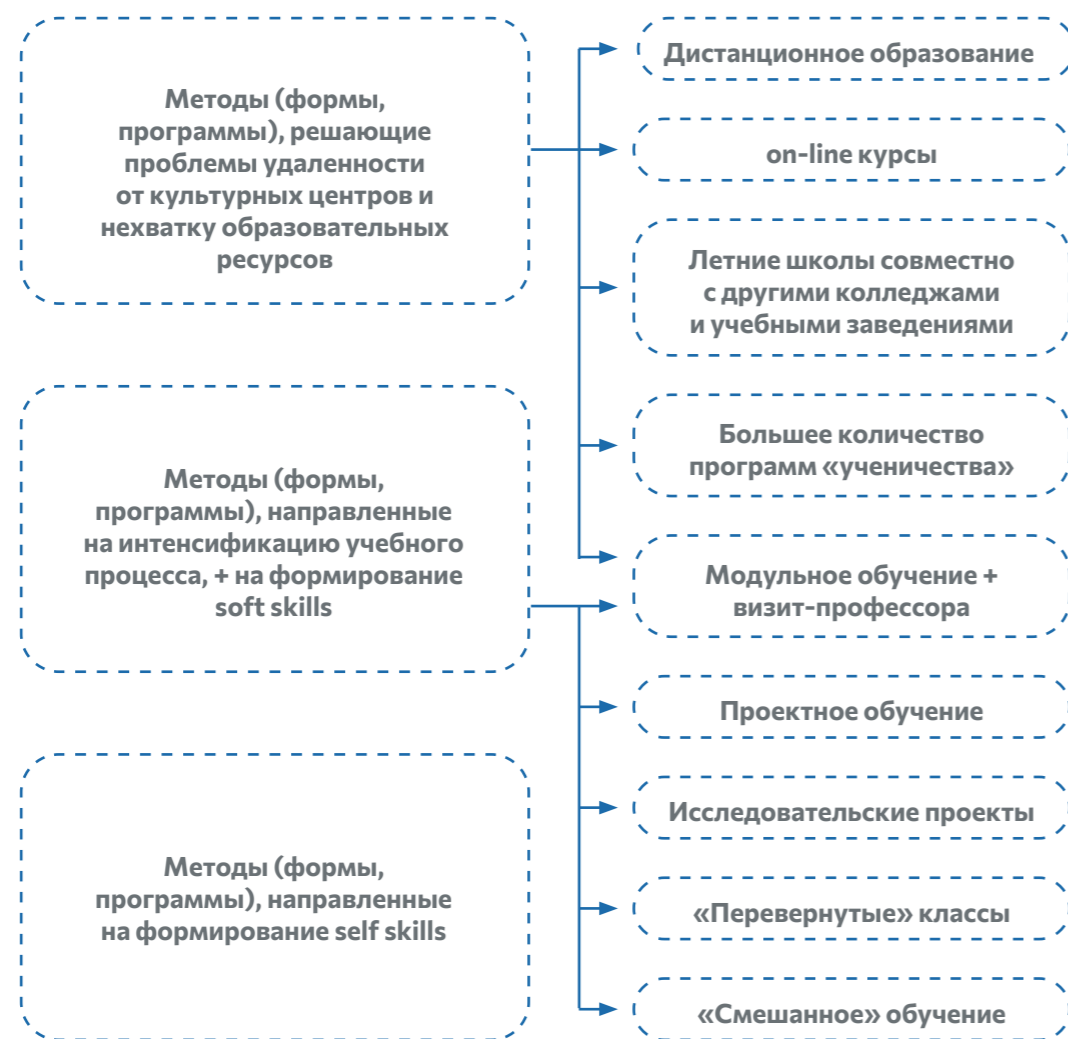 Методы (формы,
программы), решающие
проблемы удаленности
от культурных центров и
нехватку образовательных
ресурсов
Методы (формы,
программы), направленные
на интенсификацию учебного
процесса, + на формирование
soft skills
Методы (формы,
программы), направленные
на формирование self skills
Дистанционное образование
on-line курсы
Летние школы совместно
с другими колледжами
и учебными заведениями
Большее количество
программ «ученичества»
Модульное обучение +
визит-профессора
Проектное обучение
Исследовательские проекты
«Перевернутые» классы
«Смешанное» обучение